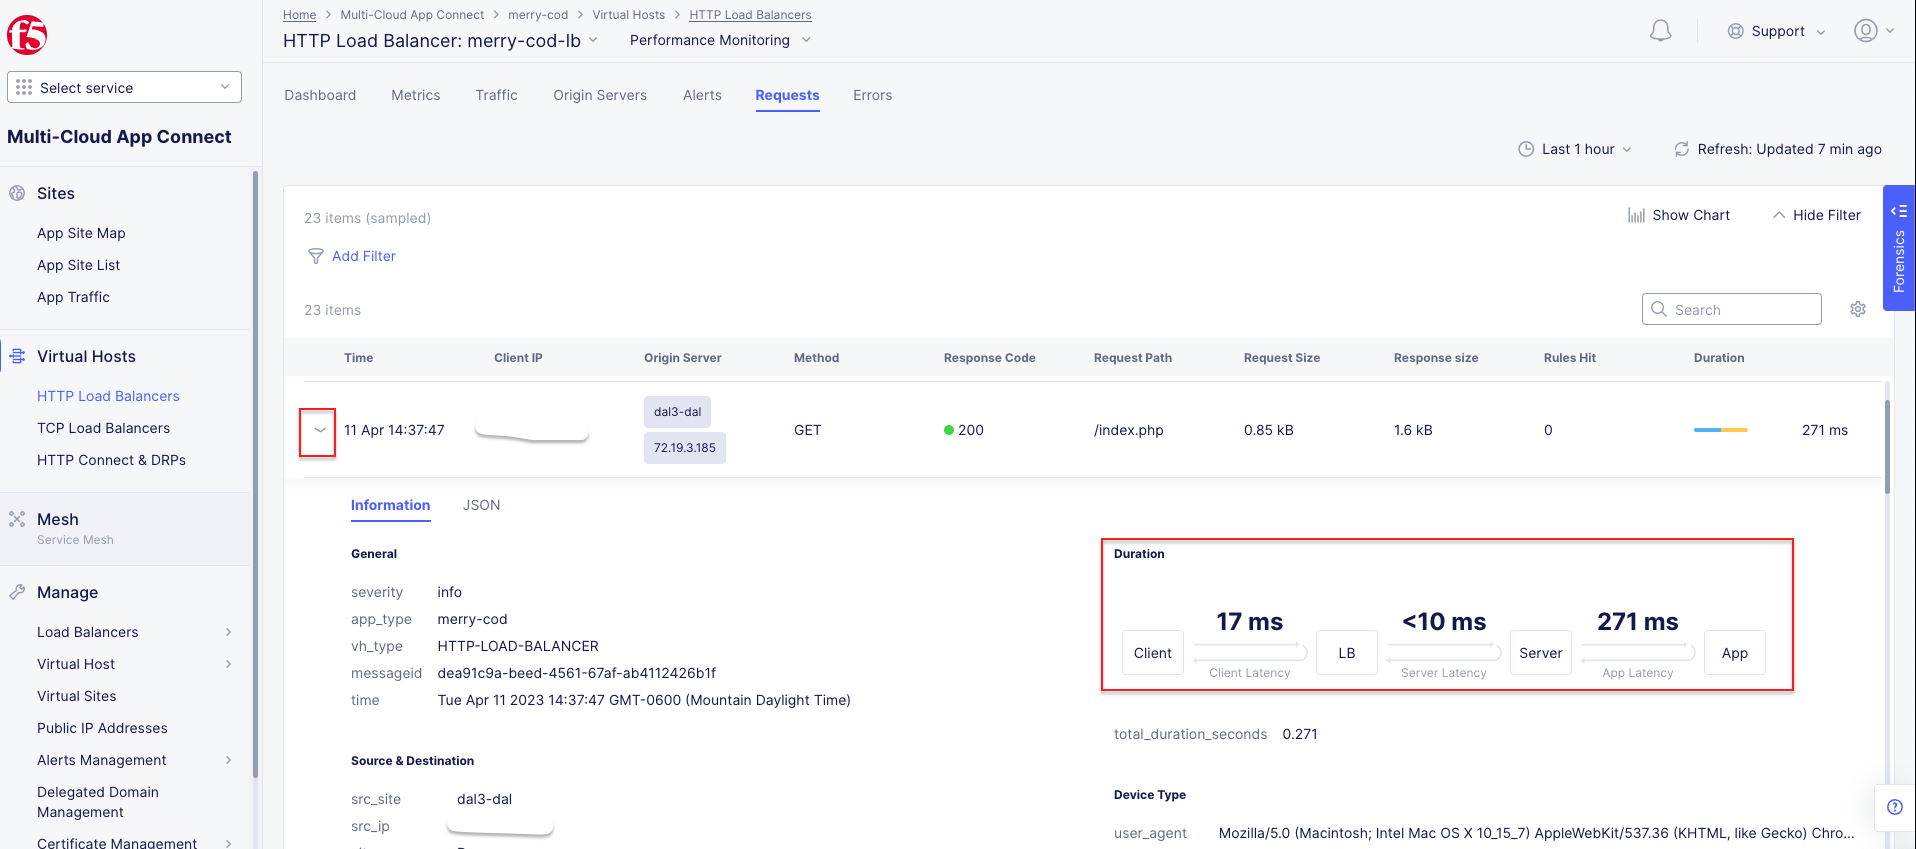 f5
Home > Multi-Cloud App Connect > merry-cod > Virtual Hosts > HTTP Load Balancers
HTTP Load Balancer: merry-cod-lb
Performance Monitoring
Support
Select service
Multi-Cloud App Connect
Sites
App Site Map
App Site List
App Traffic
Virtual Hosts
HTTP Load Balancers
TCP Load Balancers
HTTP Connect & DRPs
Mesh
Service Mesh
Manage
Load Balancers
Virtual Host
Virtual Sites
Public IP Addresses
Alerts Management
Delegated Domain
Management
Certificate Management
Dashboard Metrics Traffic Origin Servers Alerts Requests Errors
Last 1 hour
Refresh: Updated 7 min ago
23 items (sampled)
Show Chart
Hide Filter
Forensics
Add Filter
23 items
Search
Time Client IP Origin Server Method Response Code Request Path Request Size Response size Rules Hit Duration
11 Apr 14:37:47 dal3-dal 72.19.3.185 GET 200 /index.php 0.85 kB 1.6 kB 0 271 ms
Information JSON
General
severity info
app_type merry-cod
vh_type HTTP-LOAD-BALANCER
messageid dea91c9a-beed-4561-67af-ab4112426b1f
time Tue Apr 11 2023 14:37:47 GMT-0600 (Mountain Daylight Time)
Source & Destination
src_site dal3-dal
src_ip
Duration
17 ms <10 ms 271 ms
Client LB Server App
Client Latency Server Latency App Latency
total_duration_seconds 0.271
Device Type
user_agent Mozilla/5.0 (Macintosh; Intel Mac OS X 10_15_7) AppleWebKit/537.36 (KHTML, like Gecko) Chro...